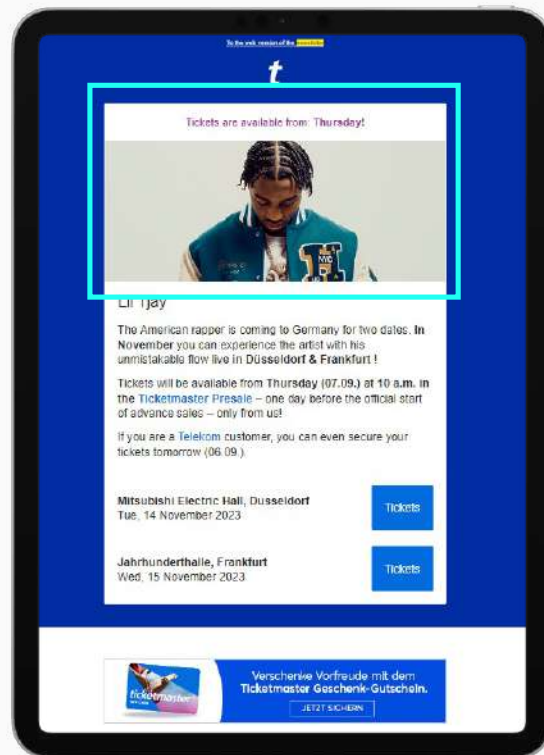 To the web version of the newsletter
t
Tickets are available from: Thursday!
NYC
H
Lil Tjay
The American rapper is coming to Germany for two dates. In
November you can experience the artist with his
unmistakable flow live in Düsseldorf & Frankfurt !
Tickets will be available from Thursday (07.09.) at 10 a.m. in
the Ticketmaster Presale – one day before the official start
of advance sales – only from us!
If you are a Telekom customer, you can even secure your
tickets tomorrow (06.09.).
Mitsubishi Electric Hall, Dusseldorf
Tue, 14 November 2023
Tickets
Jahrhunderthalle, Frankfurt
Wed, 15 November 2023
Tickets
ticketmaster
Verschenke Vorfreude mit dem
Ticketmaster Geschenk-Gutschein.
JETZT SICHERN